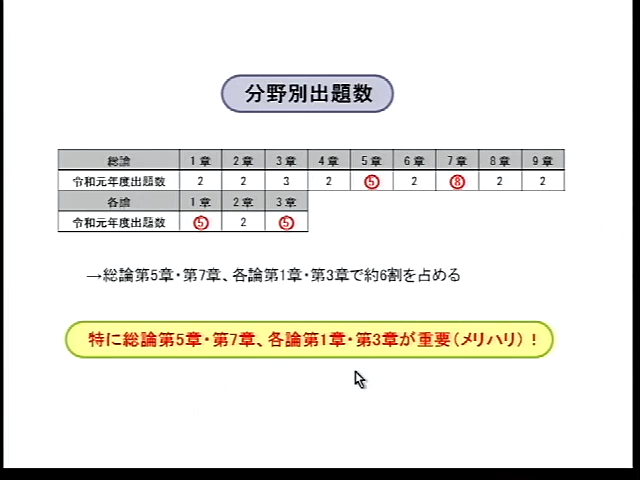 分野別出題数
総論 1章 2章 3章 4章 5章 6章 7章 8章 9章
令和元年度出題数 2 2 3 2 5 2 8 2 2
各論 1章 2章 3章
令和元年度出題数 5 2 5
→総論第5章・第7章、各論第1章・第3章で約6割を占める
特に総論第5章・第7章、各論第1章・第3章が重要(メリハリ)!